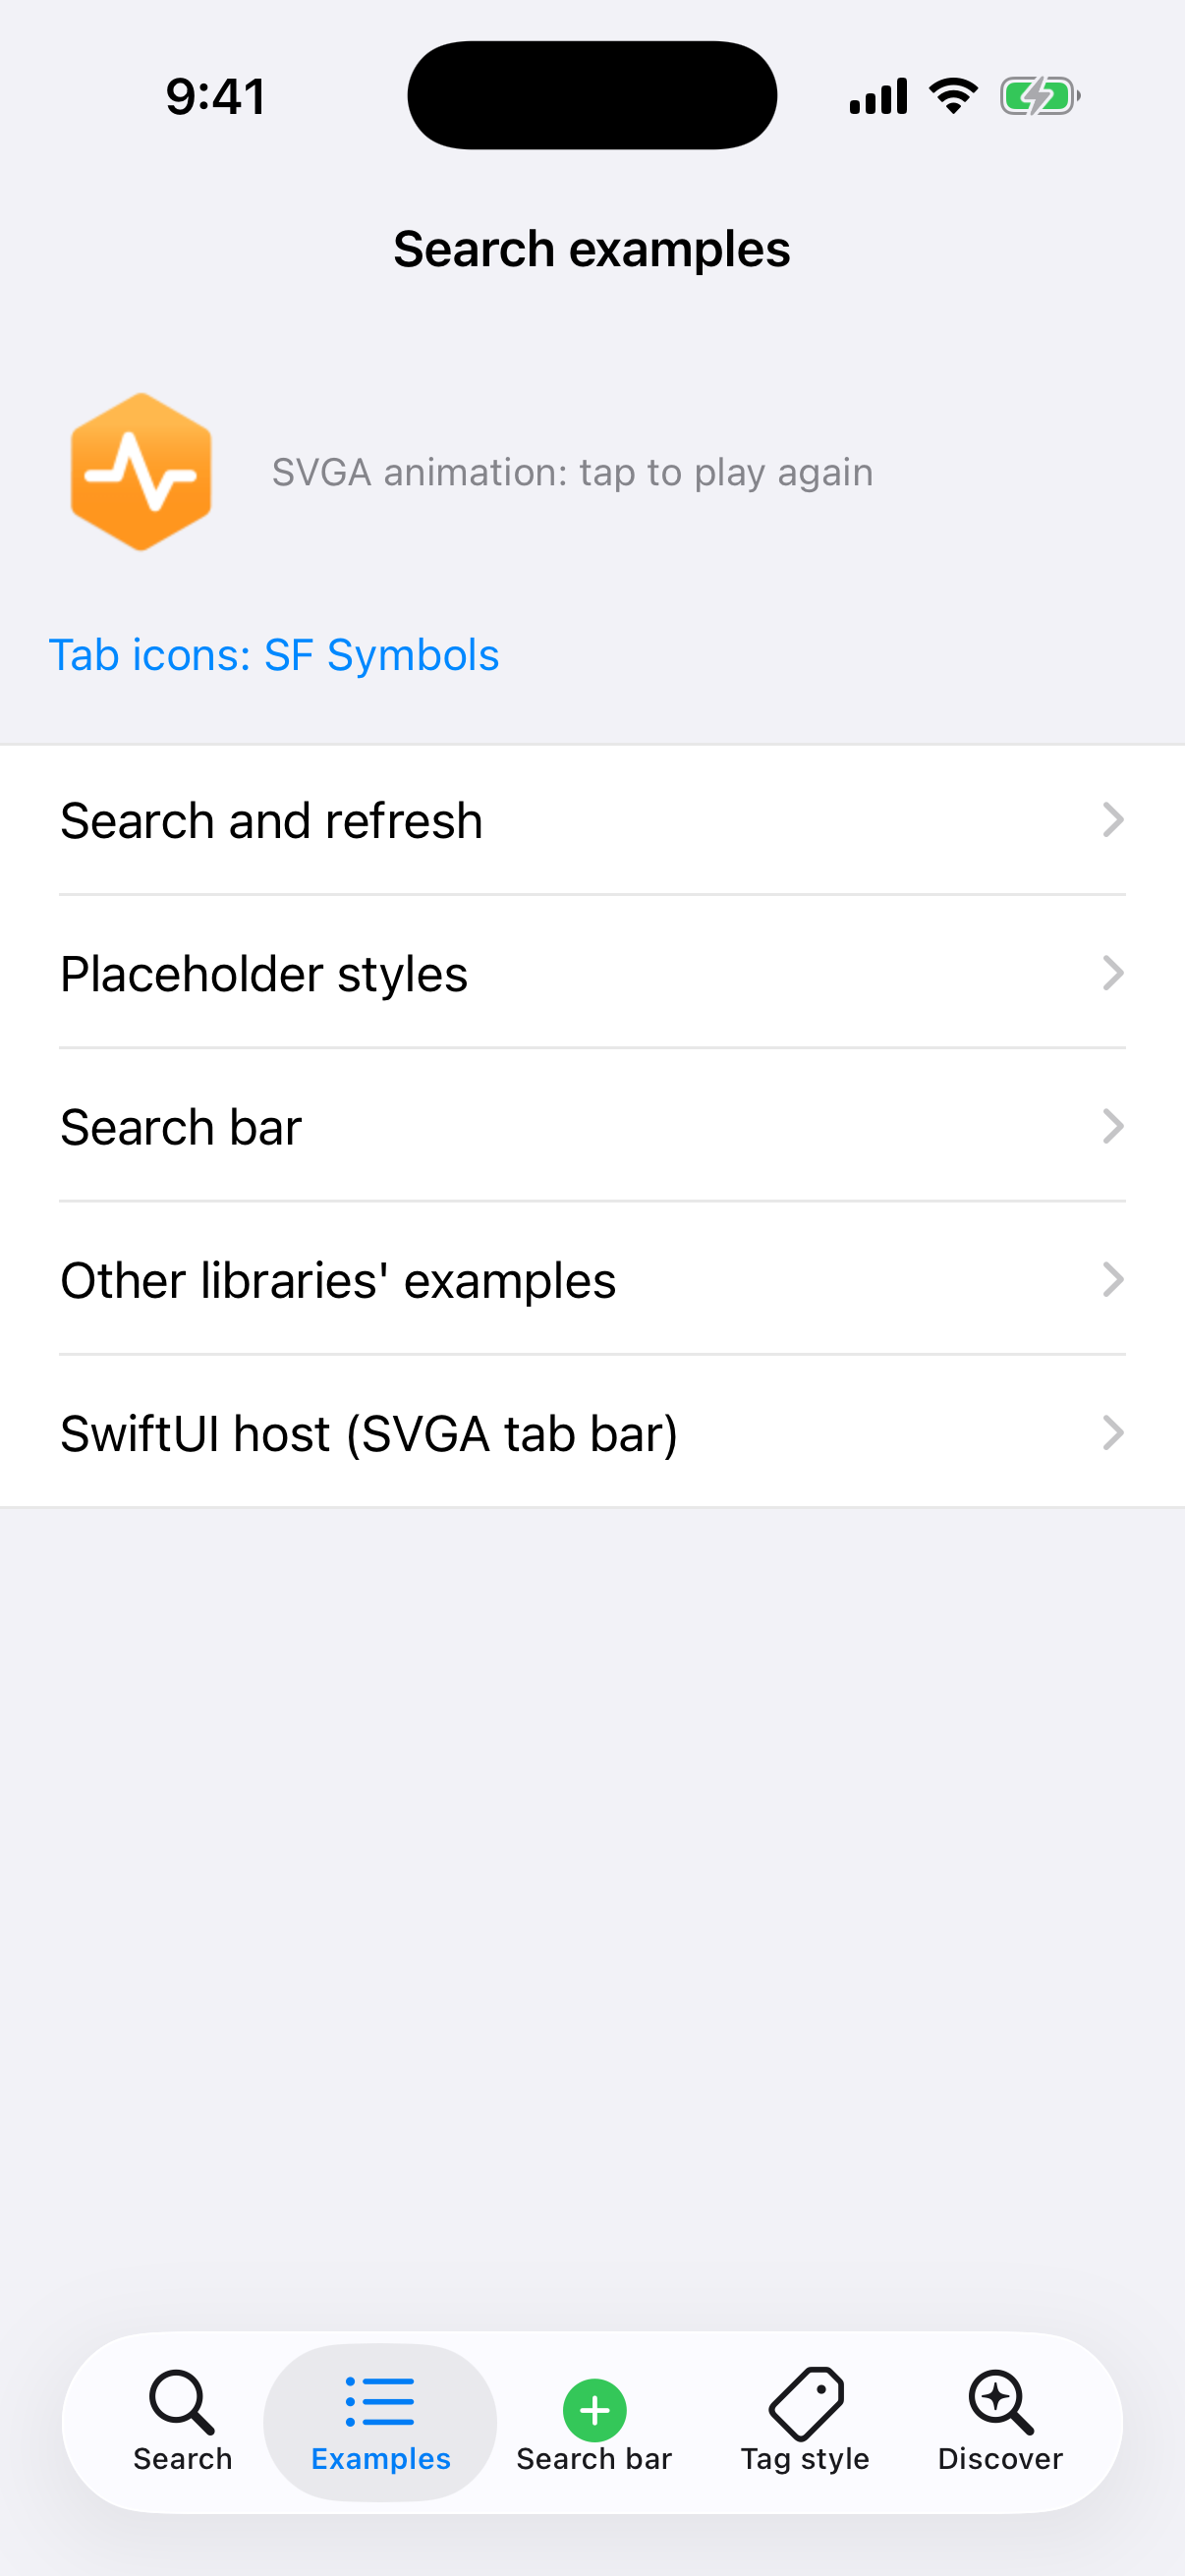 9:41
Search examples
SVGA animation: tap to play again
Tab icons: SF Symbols
Search and refresh
Placeholder styles
Search bar
Other libraries' examples
SwiftUI host (SVGA tab bar)
Search
Examples
Search bar
Tag style
Discover